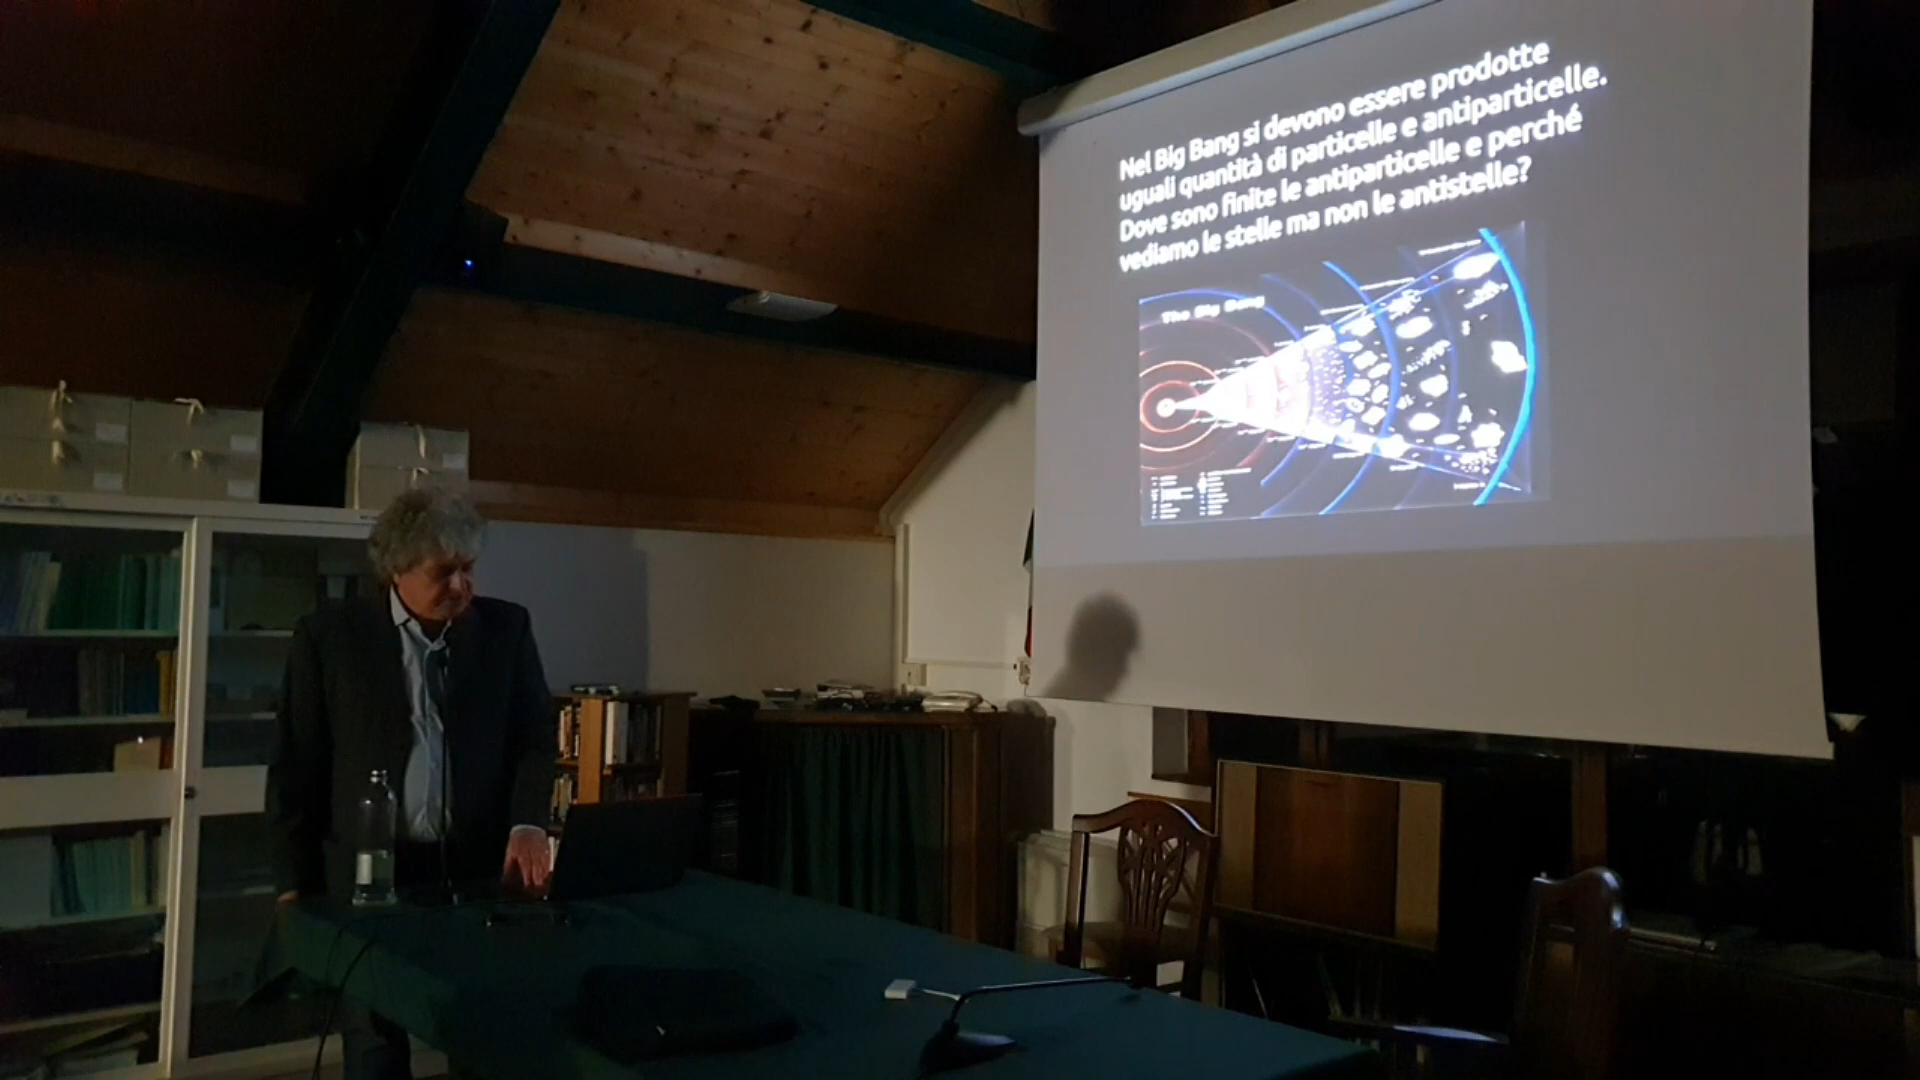 Nel Big Bang si devono essere prodotte
uguali quantità di particelle e antiparticelle.
Dove sono finite le antiparticelle e perché
vediamo le stelle ma non le antistelle?
The Big Bang